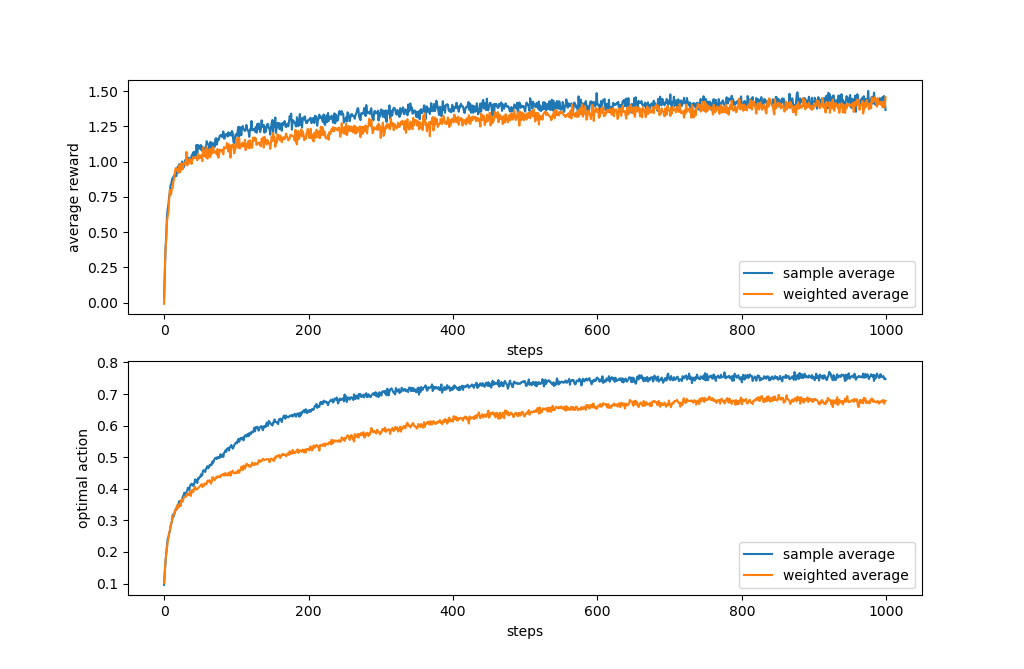 average reward
1.50
1.25
1.00
0.75
0.50
0.25
0.00
sample average
weighted average
0 200 400 600 800 1000
steps
optimal action
0.8
0.7
0.6
0.5
0.4
0.3
0.2
0.1
sample average
weighted average
0 200 400 600 800 1000
steps